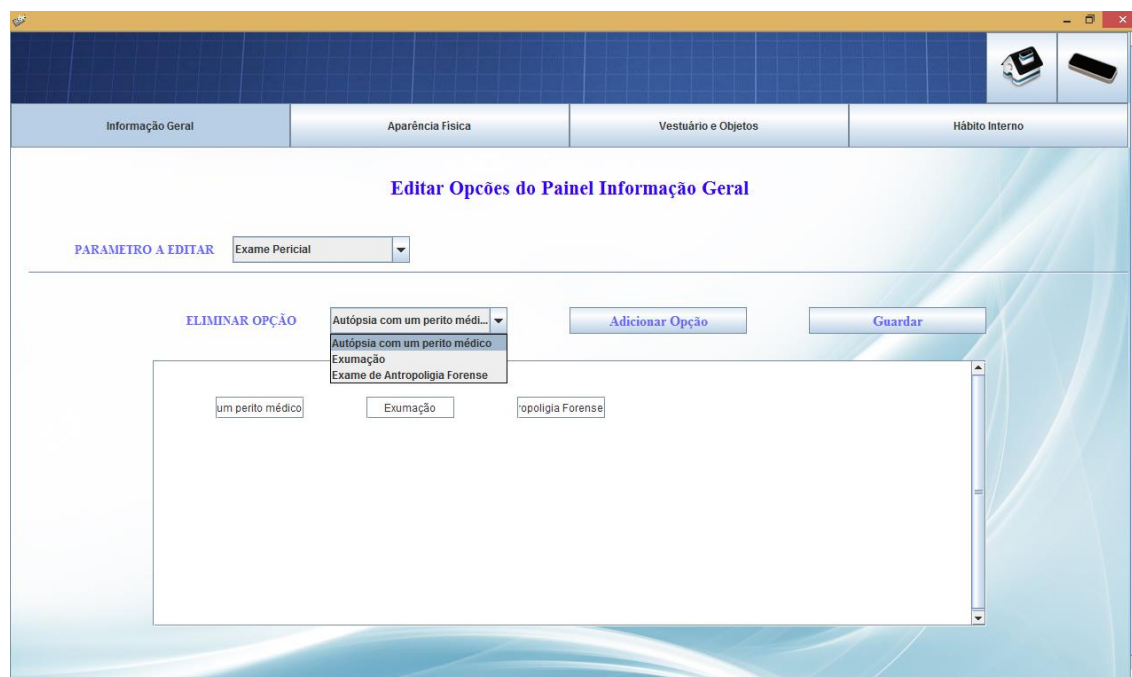 Informação Geral
Aparência Física
Vestuário e Objetos
Hábito Interno
Editar Opcões do Painel Informação Geral
PARAMETRO A EDITAR
Exame Pericial
ELIMINAR OPÇÃO
Autópsia com um perito médi...
Adicionar Opção
Guardar
Autópsia com um perito médico
Exumação
Exame de Antropoligia Forense
um perito médico
Exumação
ropoligia Forense